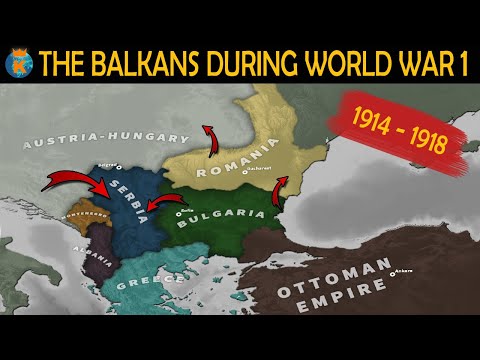 THE BALKANS DURING WORLD WAR 1
1914 - 1918
AUSTRIA-HUNGARY
ROMANIA
Bucharest
Belgrade
SERBIA
MONTENEGRO
Sofia
BULGARIA
ALBANIA
GREECE
OTTOMAN
EMPIRE
Ankara